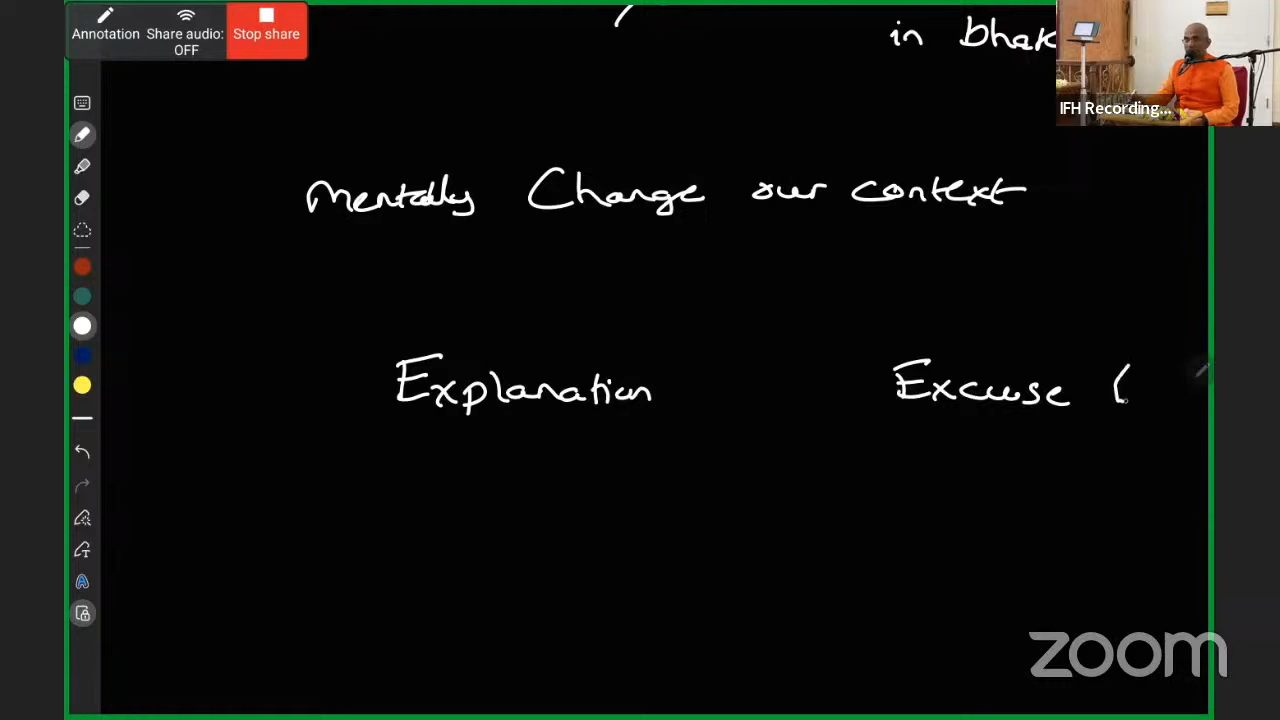 Annotation
Share audio:
OFF
Stop share
in bhak
IFH Recording...
Mentally Change our context
Explanation Excuse (
zoom